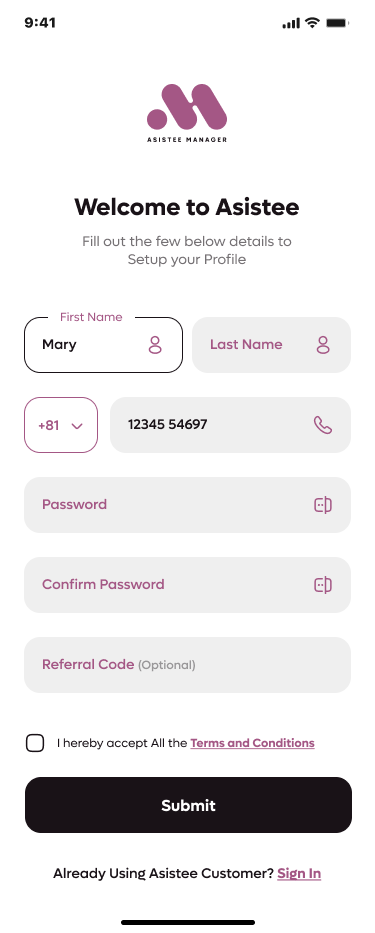 9:41
ASISTEE MANAGER
Welcome to Asistee
Fill out the few below details to
Setup your Profile
First Name
Mary
Last Name
+81
12345 54697
Password
Confirm Password
Referral Code (Optional)
I hereby accept All the Terms and Conditions
Submit
Already Using Asistee Customer? Sign In